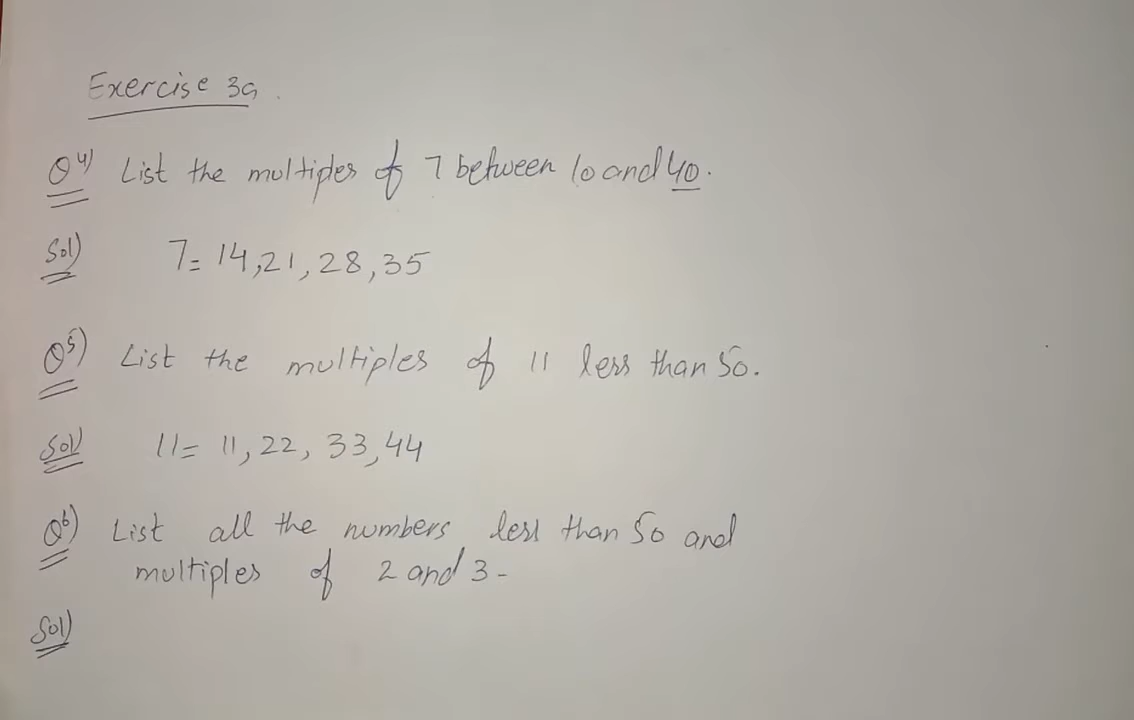 Exercise 3a
Q4) List the multiples of 7 between 10 and 40.
Sol) 7= 14,21,28,35
Q5) List the multiples of 11 less than 50.
Sol) 11= 11,22,33,44
Q6) List all the numbers less than 50 and
multiples of 2 and 3-
Sol)